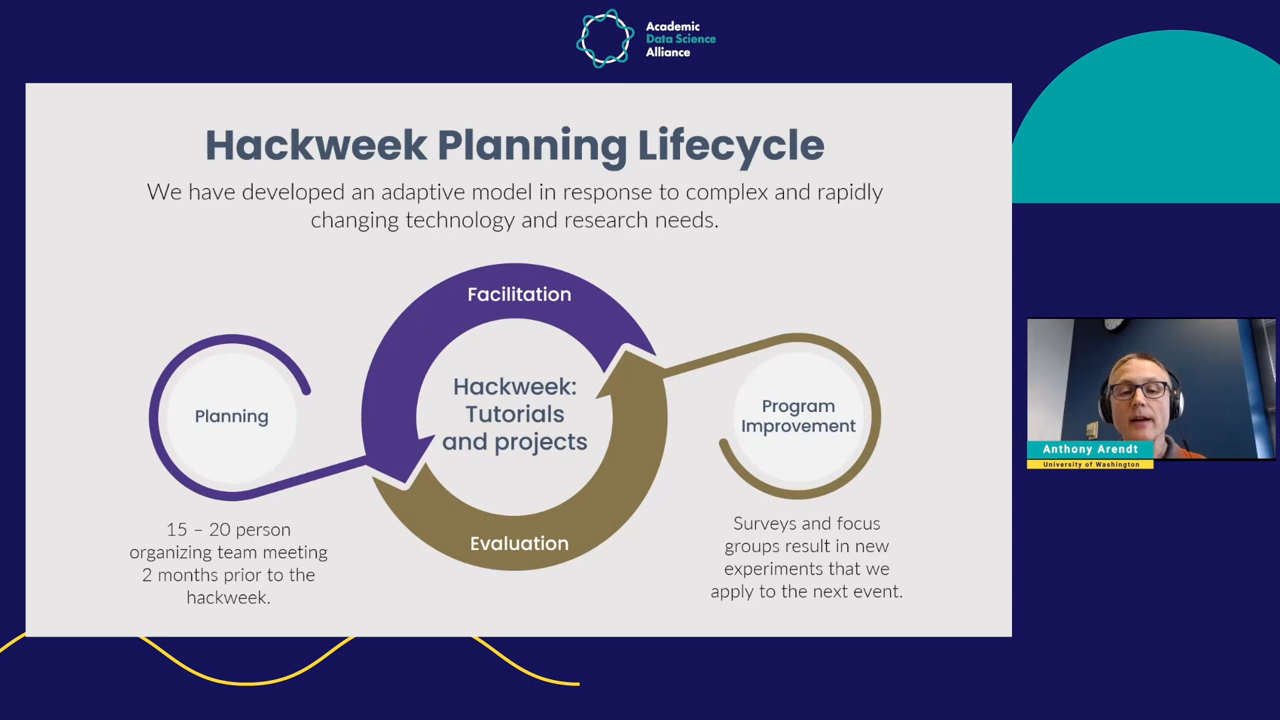 Academic
Data Science
Alliance
Hackweek Planning Lifecycle
We have developed an adaptive model in response to complex and rapidly
changing technology and research needs.
Facilitation
Planning
Hackweek:
Tutorials
and projects
Program
Improvement
Evaluation
15 – 20 person
organizing team meeting
2 months prior to the
hackweek.
Surveys and focus
groups result in new
experiments that we
apply to the next event.
Anthony Arendt
University of Washington